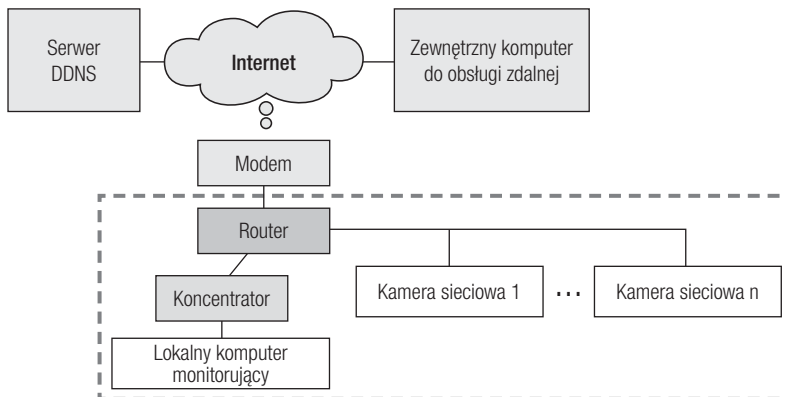 Serwer
DDNS
Internet
Zewnętrzny komputer
do obsługi zdalnej
Modem
Router
Koncentrator
Kamera sieciowa 1
...
Kamera sieciowa n
Lokalny komputer
monitorujący